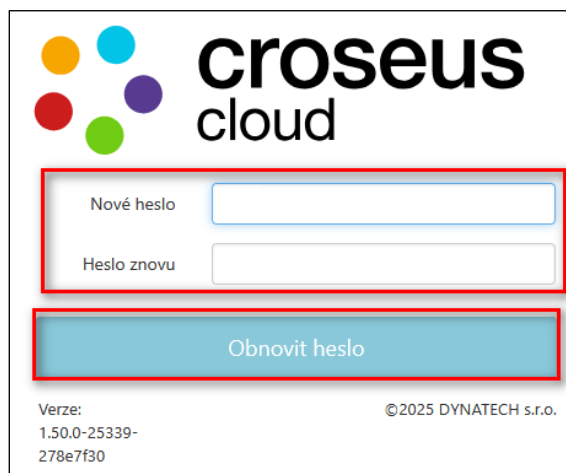 croseus
cloud
Nové heslo
Heslo znovu
Obnovit heslo
Verze:
1.50.0-25339-
278e7f30
©2025 DYNATECH s.r.o.